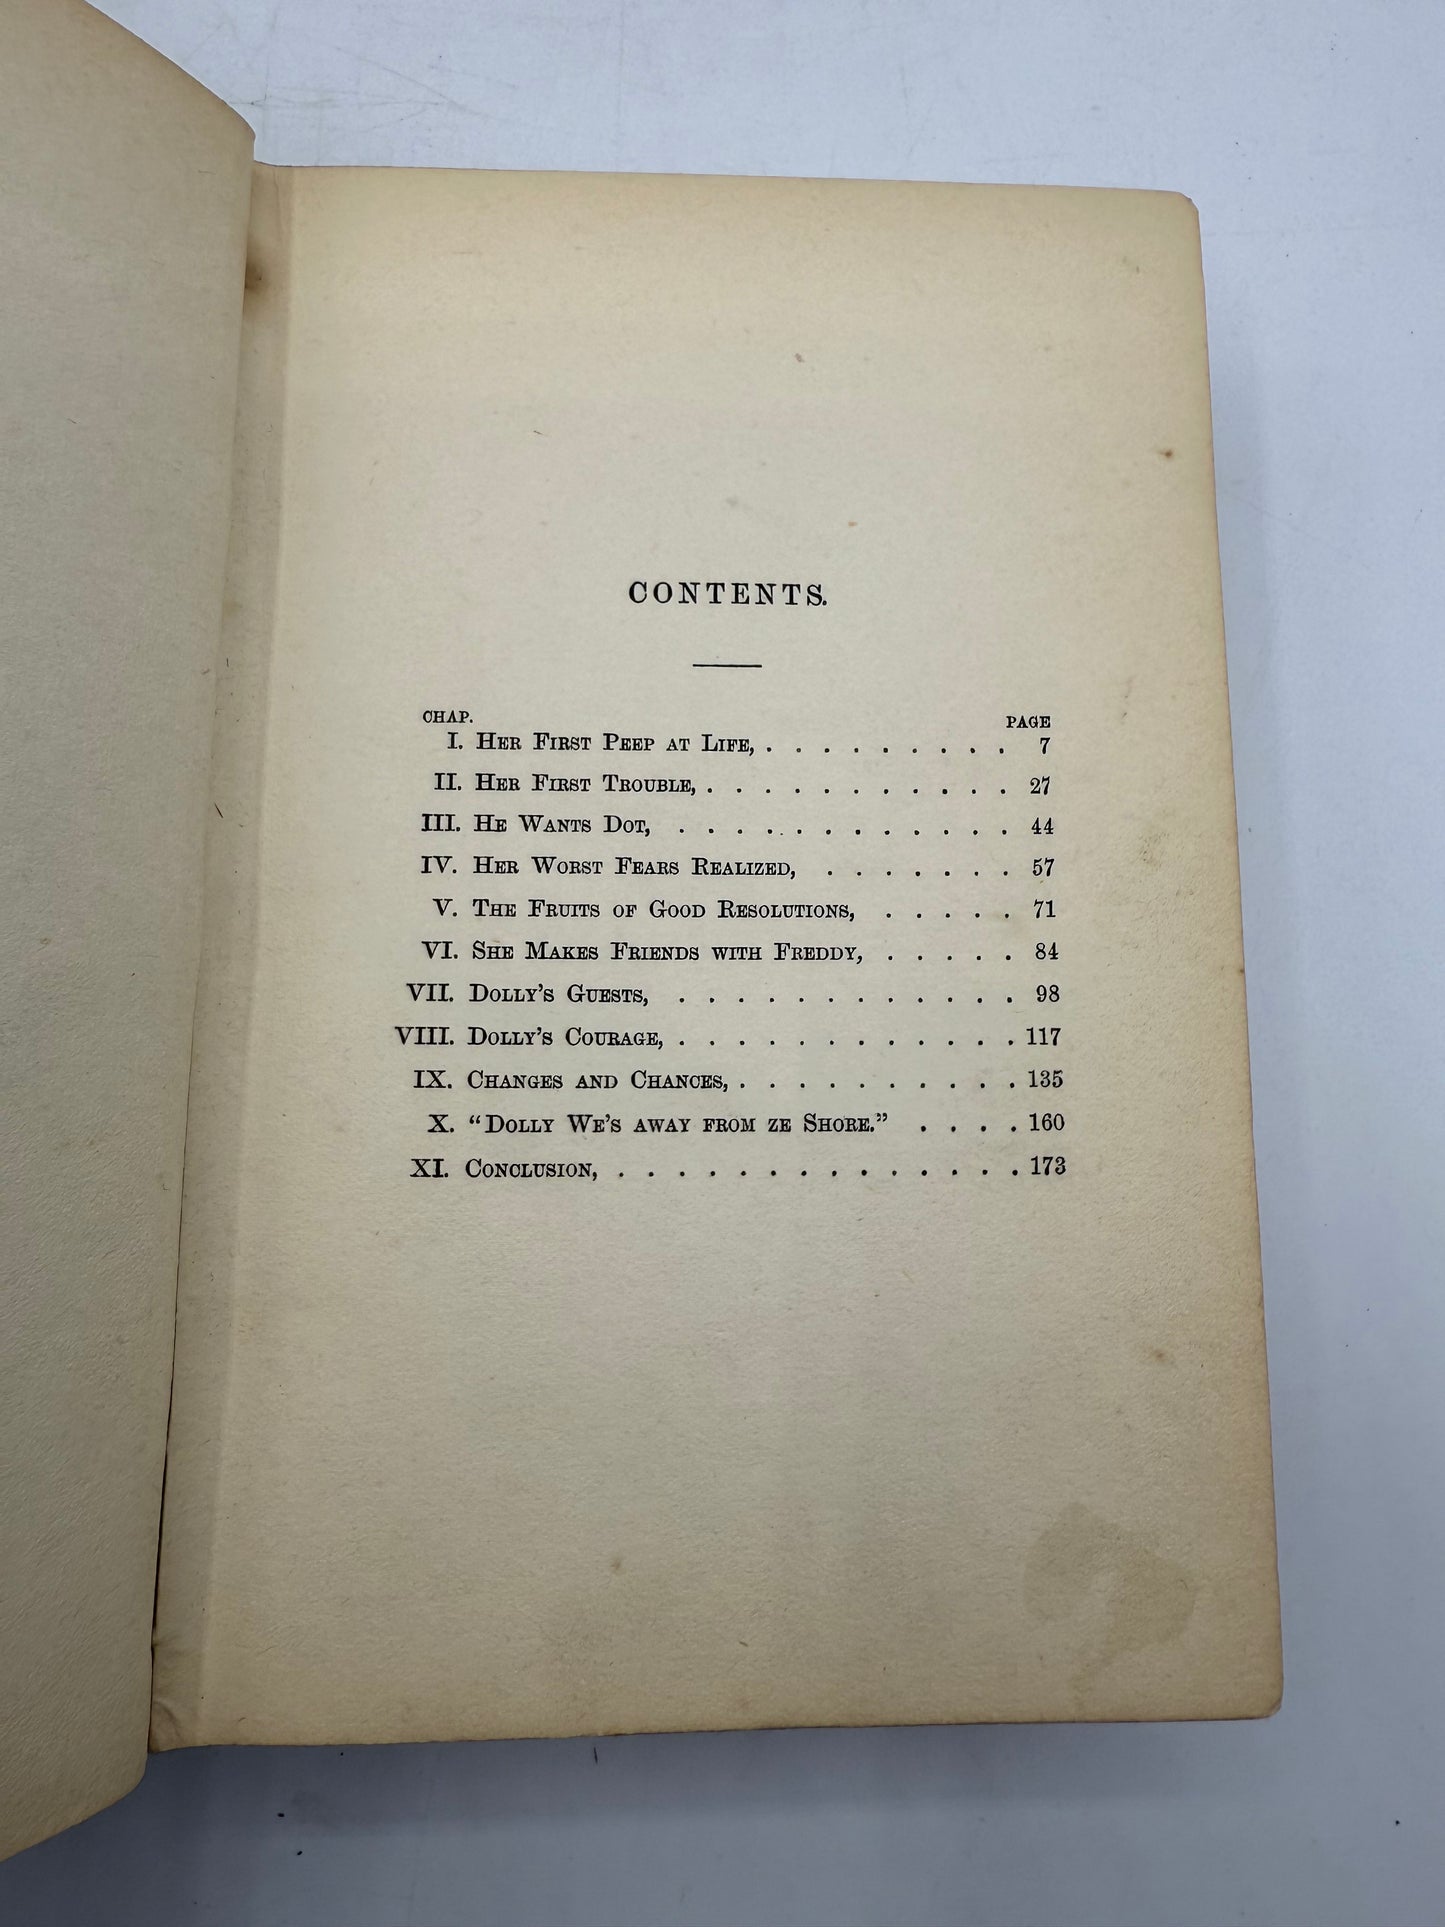 CONTENTS.
CHAP. PAGE
I. Her First Peep at Life, . . . . . . . . . 7
II. Her First Trouble, . . . . . . . . . . . 27
III. He Wants Dot, . . . . . . . . . . . . 44
IV. Her Worst Fears Realized, . . . . . . . 57
V. The Fruits of Good Resolutions, . . . . . 71
VI. She Makes Friends with Freddy, . . . . . 84
VII. Dolly's Guests, . . . . . . . . . . . . 98
VIII. Dolly's Courage, . . . . . . . . . . . . 117
IX. Changes and Chances, . . . . . . . . . . 135
X. "Dolly We's away from ze Shore." . . . . 160
XI. Conclusion, . . . . . . . . . . . . . . 173